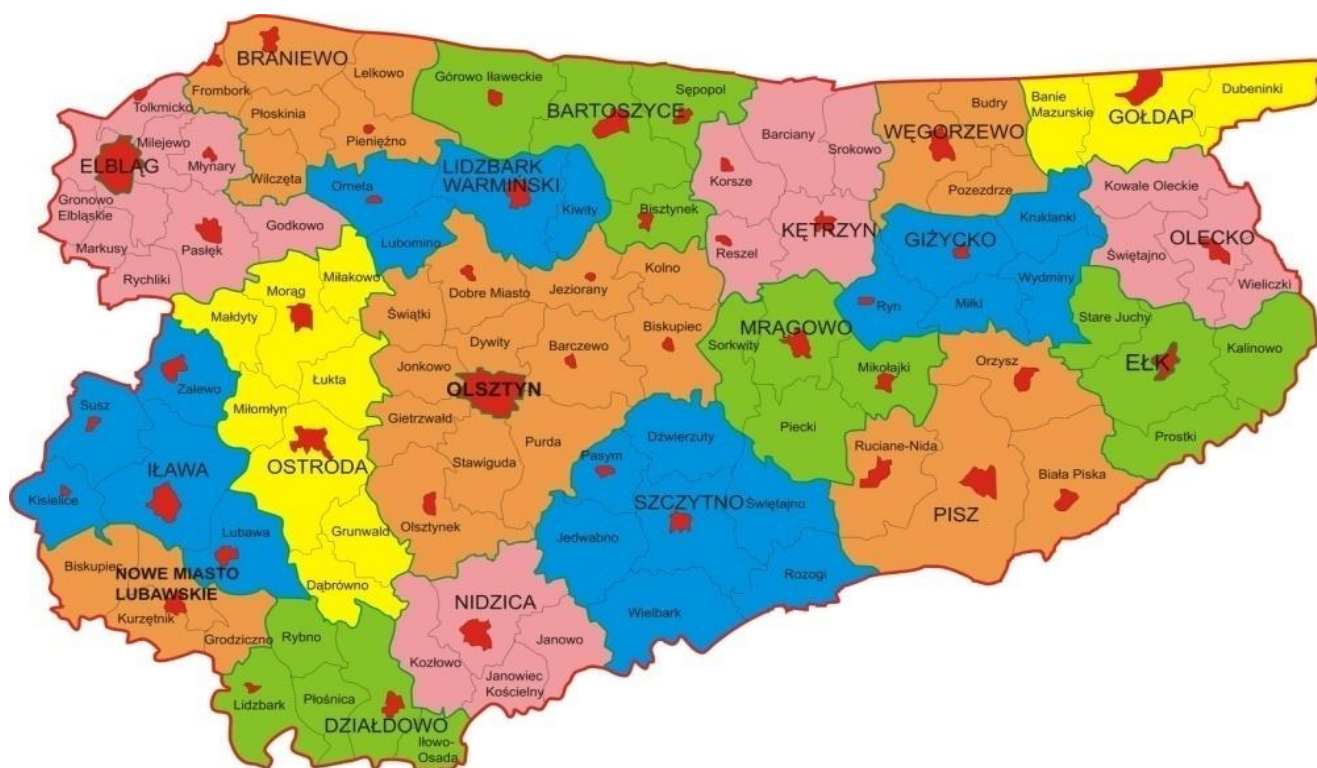 BRANIEWO
Lelkowo
Frombork
Płoskinia
Pieniężno
Wilczęta
Tolkmicko
Milejewo
ELBLĄG
Młynary
Gronowo
Elbląskie
Markusy
Pasłęk
Godkowo
Rychliki
Górowo Iławeckie
Sępopol
BARTOSZYCE
Bisztynek
LIDZBARK
WARMIŃSKI
Orneta
Kiwity
Lubomino
Barciany
Srokowo
Korsze
KĘTRZYN
Reszel
Budry
WĘGORZEWO
Pozezdrze
Banie
Mazurskie
GOŁDAP
Dubeninki
Kowale Oleckie
OLECKO
Świętajno
Wieliczki
Kruklanki
GIŻYCKO
Wydminy
Ryn
Miłki
Miłakowo
Morąg
Małdyty
Łukta
Miłomłyn
OSTRÓDA
Grunwald
Dąbrówno
Kolno
Jeziorany
Dobre Miasto
Świątki
Dywity
Barczewo
Biskupiec
Jonkowo
OLSZTYN
Gietrzwałd
Purda
Stawiguda
Olsztynek
MRĄGOWO
Sorkwity
Mikołajki
Piecki
Stare Juchy
EŁK
Kalinowo
Prostki
Orzysz
Ruciane-Nida
Biała Piska
PISZ
Zalewo
Susz
IŁAWA
Kisielice
Lubawa
Dźwierzuty
Pasym
SZCZYTNO
Świętajno
Jedwabno
Rozogi
Wielbark
Biskupiec
NOWE MIASTO
LUBAWSKIE
Kurzętnik
Grodziczno
NIDZICA
Janowo
Kozłowo
Janowiec
Kościelny
Rybno
Lidzbark
Płośnica
DZIAŁDOWO
Iłowo-
Osada